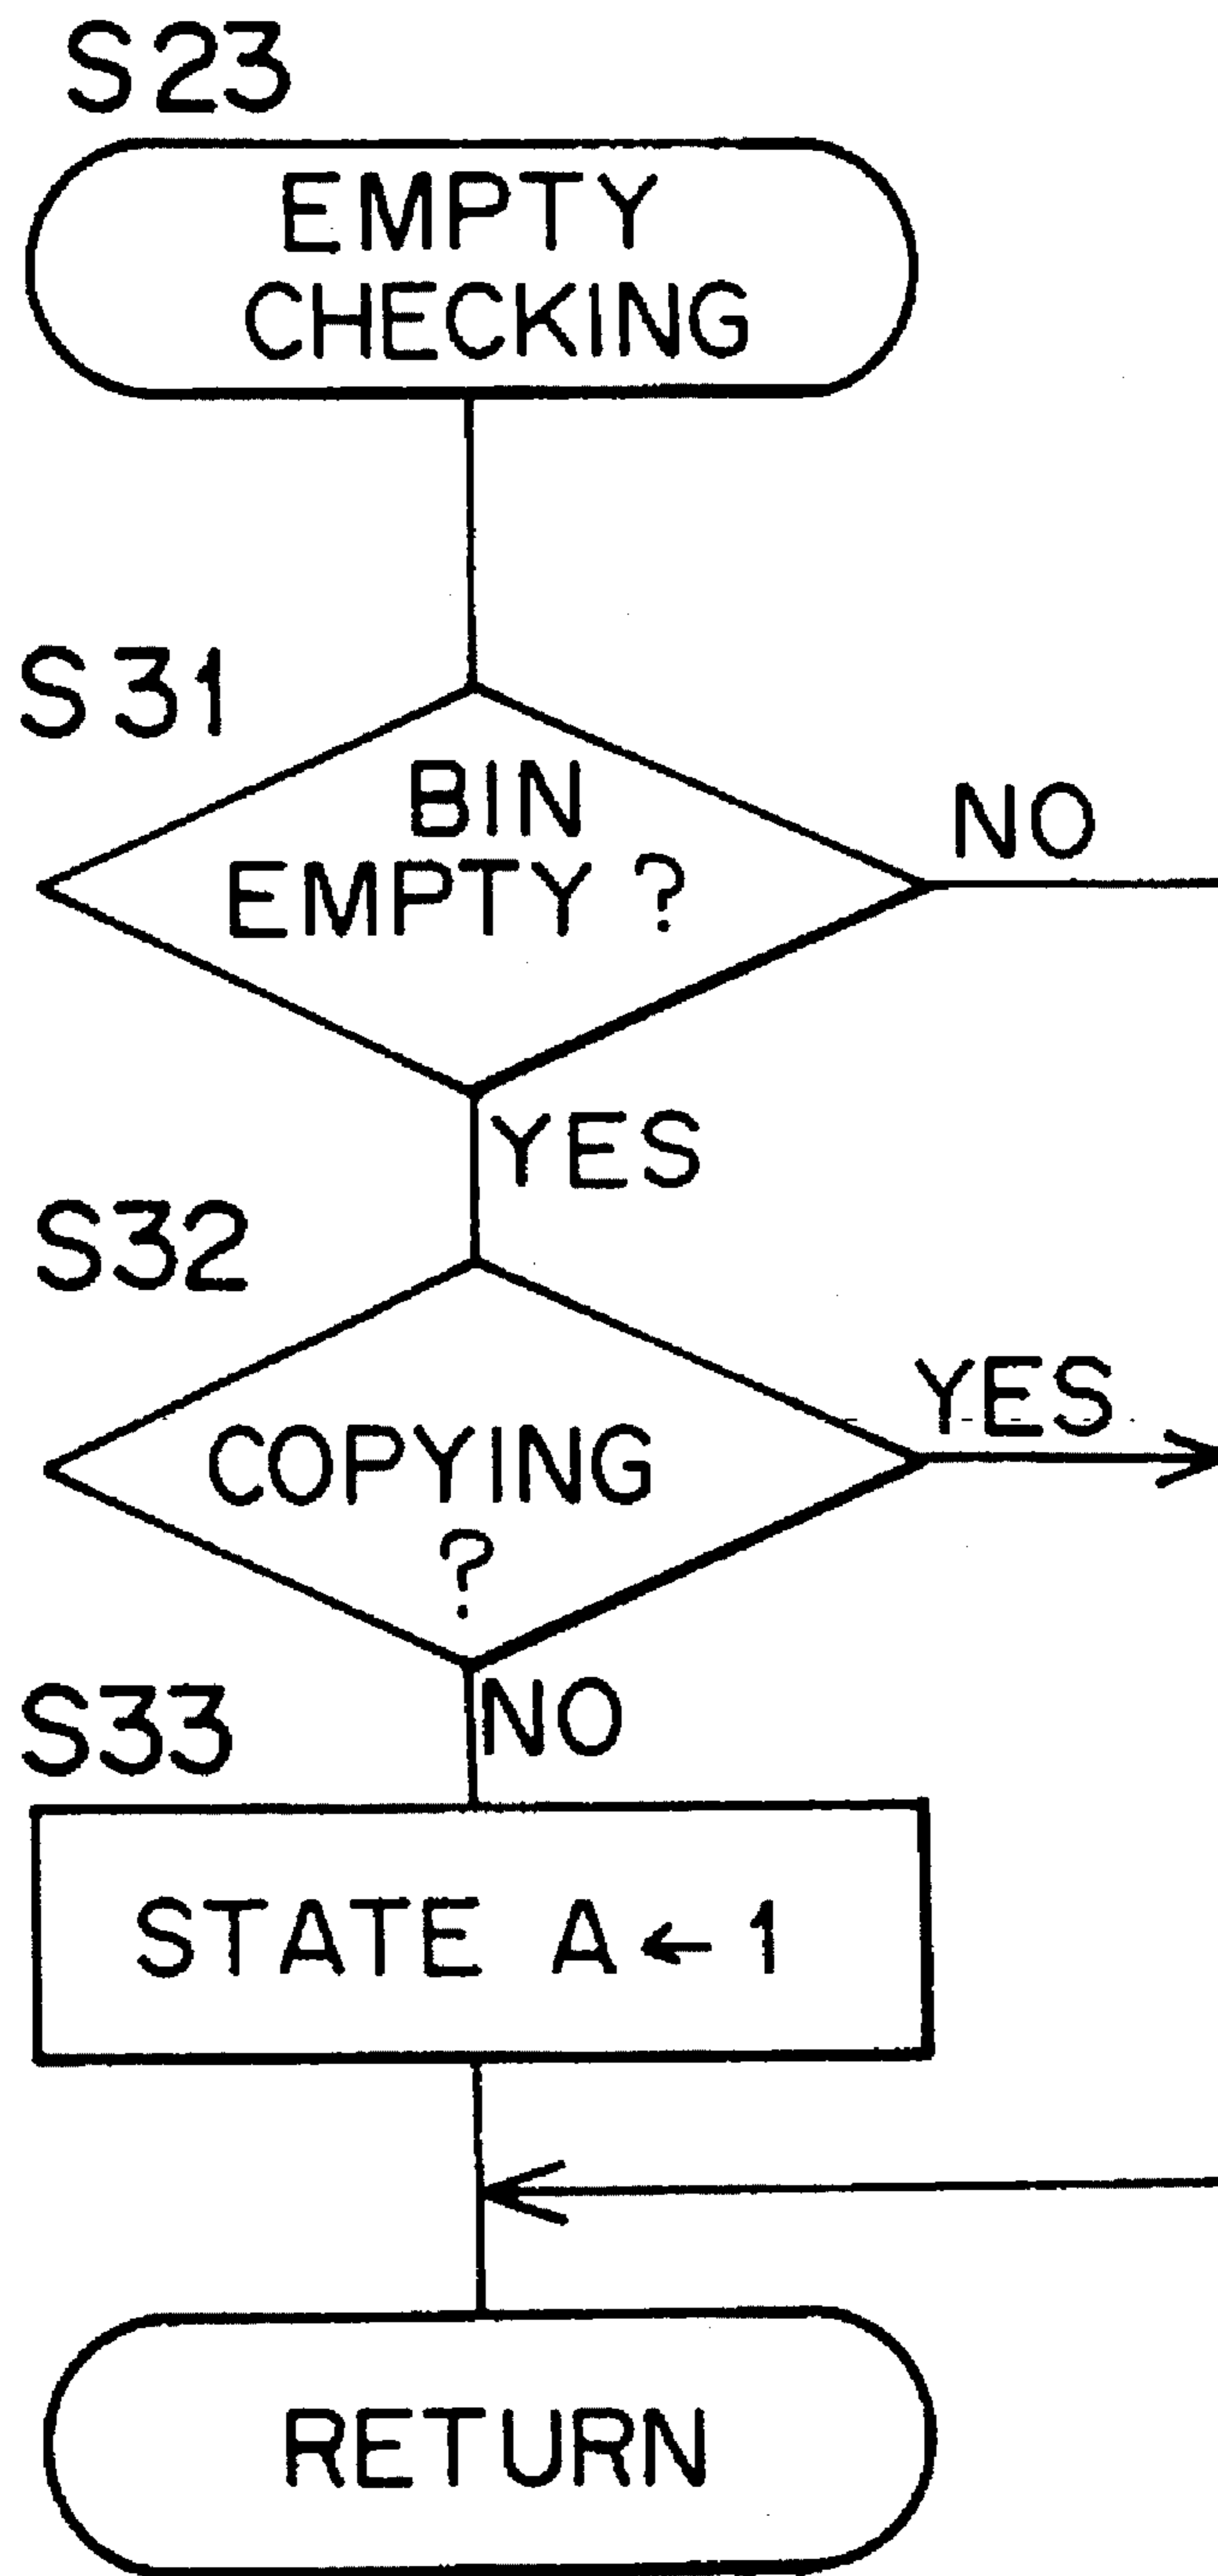 S23
EMPTY
CHECKING
S31
BIN
EMPTY ?
NO
YES
S32
COPYING
?
YES
NO
S33
STATE A ← 1
RETURN